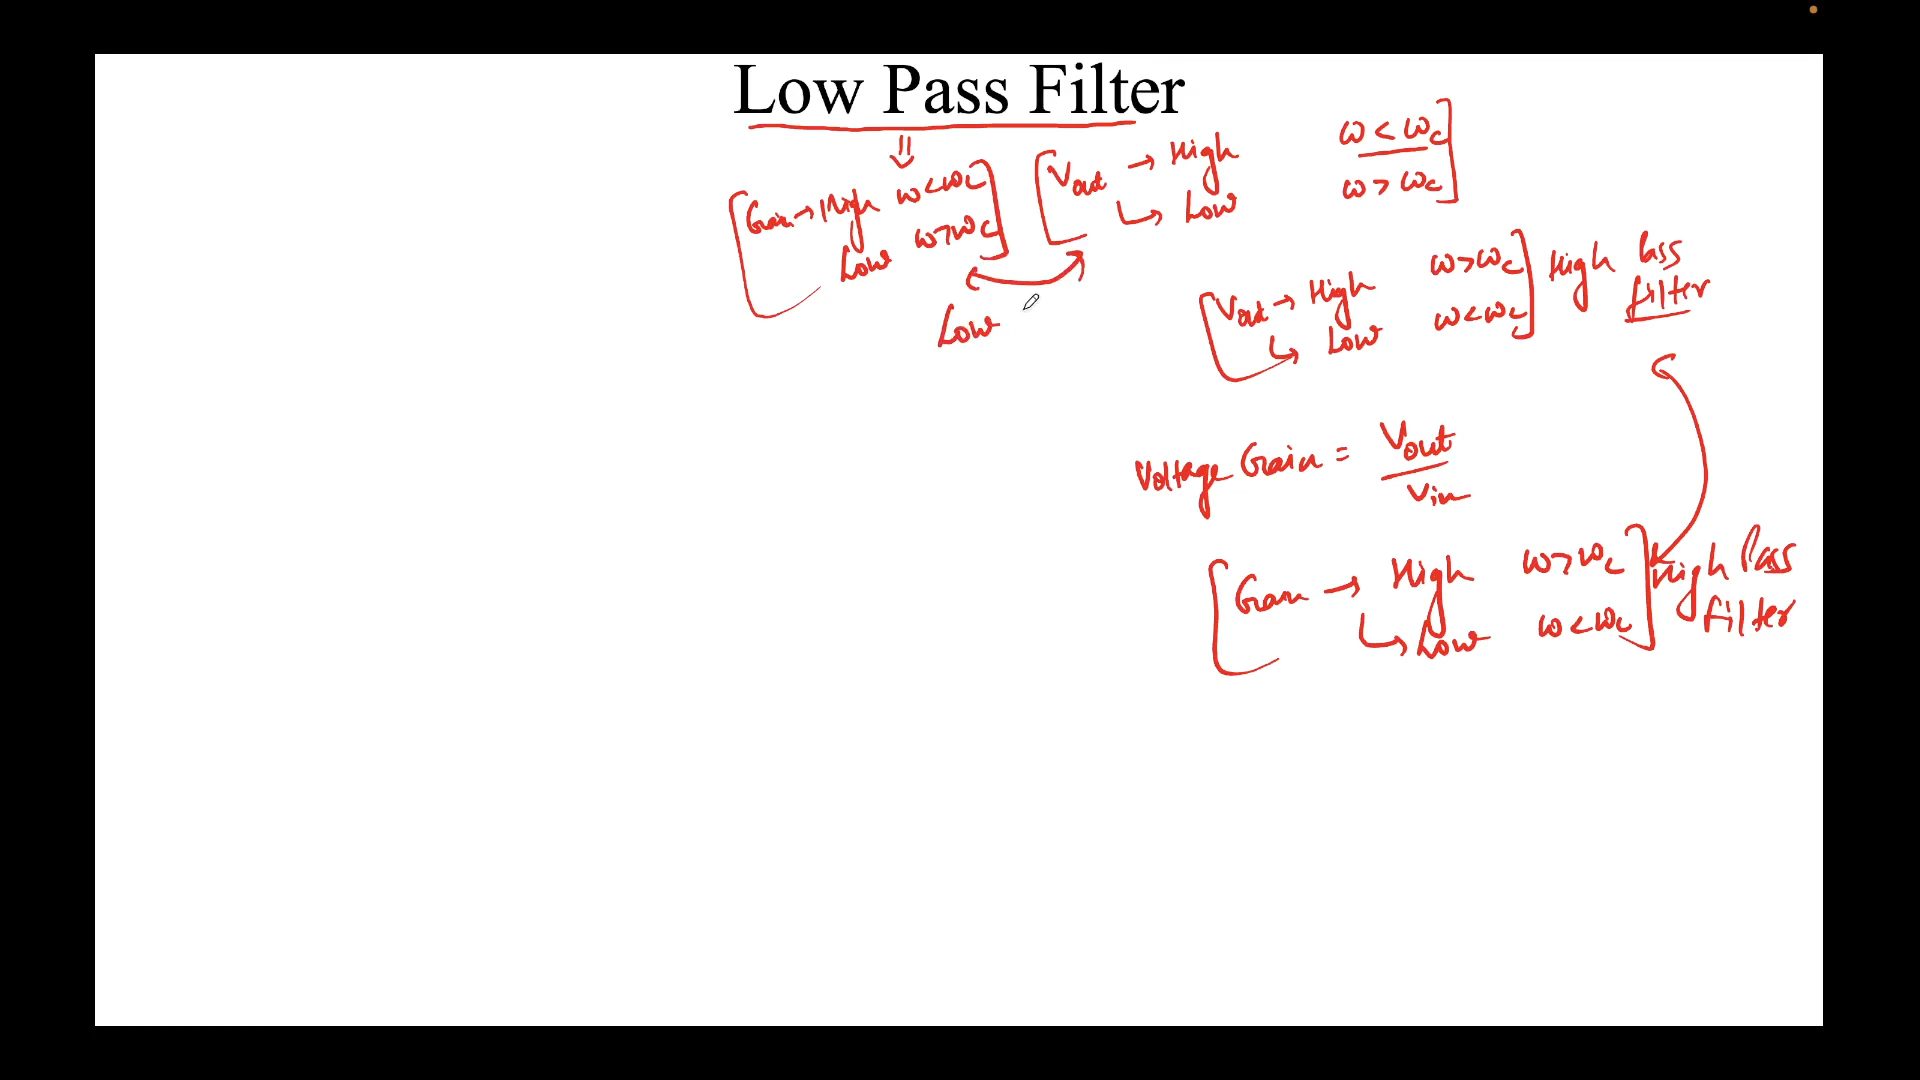 Low Pass Filter
Gain → High ω < ωc
Low ω > ωc
Vout → High ω < ωc
↳ Low ω > ωc
Low
Vout → High ω > ωc
↳ Low ω < ωc
High Pass
Filter
Voltage Gain = Vout
Vin
Gain → High ω > ωc
↳ Low ω < ωc
High Pass
Filter